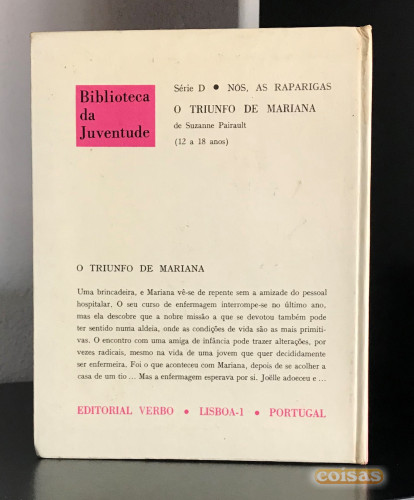 Biblioteca
da
Juventude
Série D • NÓS, AS RAPARIGAS
O TRIUNFO DE MARIANA
de Suzanne Pairault
(12 a 18 anos)
O TRIUNFO DE MARIANA
Uma brincadeira, e Mariana vê-se de repente sem a amizade do pessoal
hospitalar. O seu curso de enfermagem interrompe-se no último ano,
mas ela descobre que a nobre missão a que se devotou também pode
ter sentido numa aldeia, onde as condições de vida são as mais primiti-
vas. O encontro com uma amiga de infância pode trazer alterações, por
vezes radicais, mesmo na vida de uma jovem que quer decididamente
ser enfermeira. Foi o que aconteceu com Mariana, depois de se acolher a
casa de um tio ... Mas a enfermagem esperava por si. Joëlle adoeceu e ...
EDITORIAL VERBO • LISBOA-1 • PORTUGAL
coisas